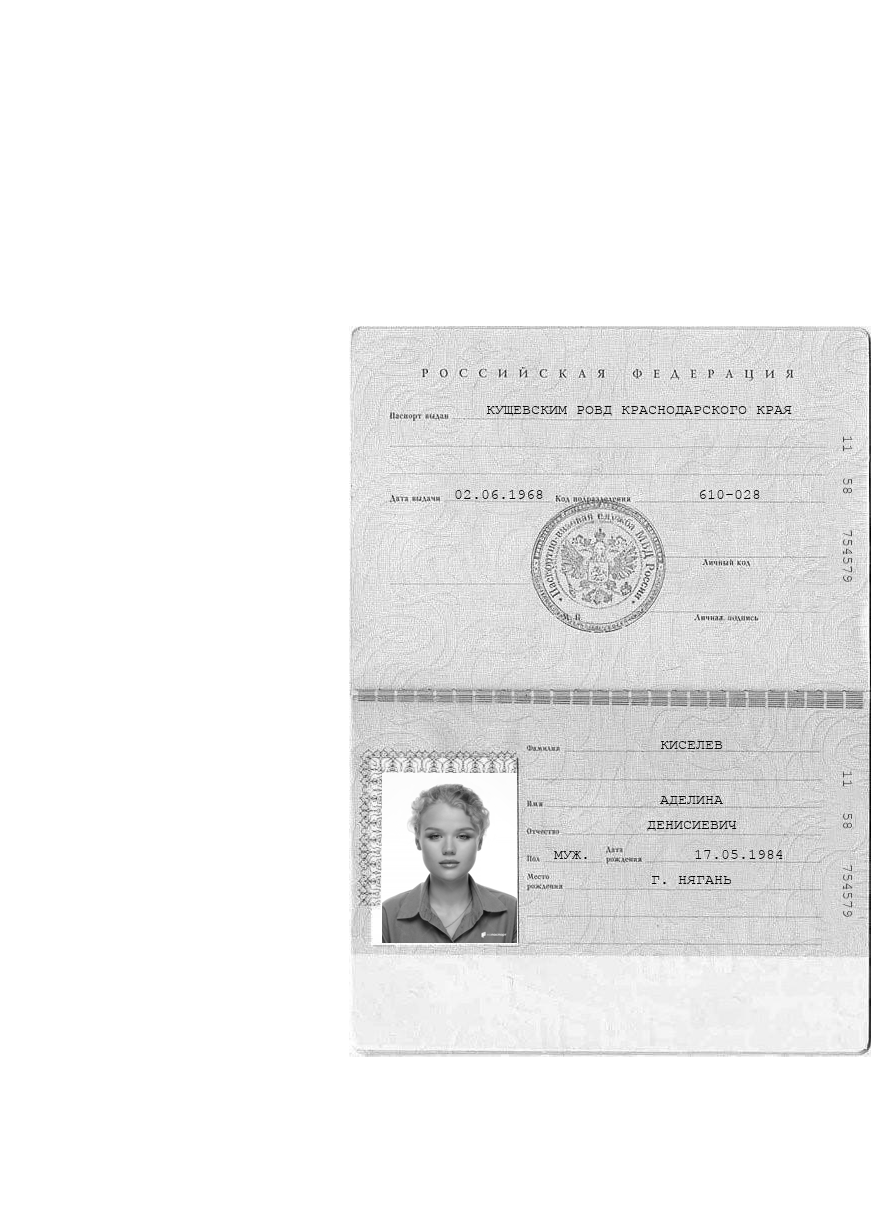 РОССИЙСКАЯ ФЕДЕРАЦИЯ
Паспорт выдан КУЩЕВСКИМ РОВД КРАСНОДАРСКОГО КРАЯ
Дата выдачи 02.06.1968 Код подразделения 610-028
11 58 754579
Паспортно-визовая служба МВД России
Личный код
М.П. Личная подпись
Фамилия КИСЕЛЕВ
Имя АДЕЛИНА
Отчество ДЕНИСИЕВИЧ
Пол МУЖ. Дата рождения 17.05.1984
Место рождения Г. НЯГАНЬ
11 58 754579